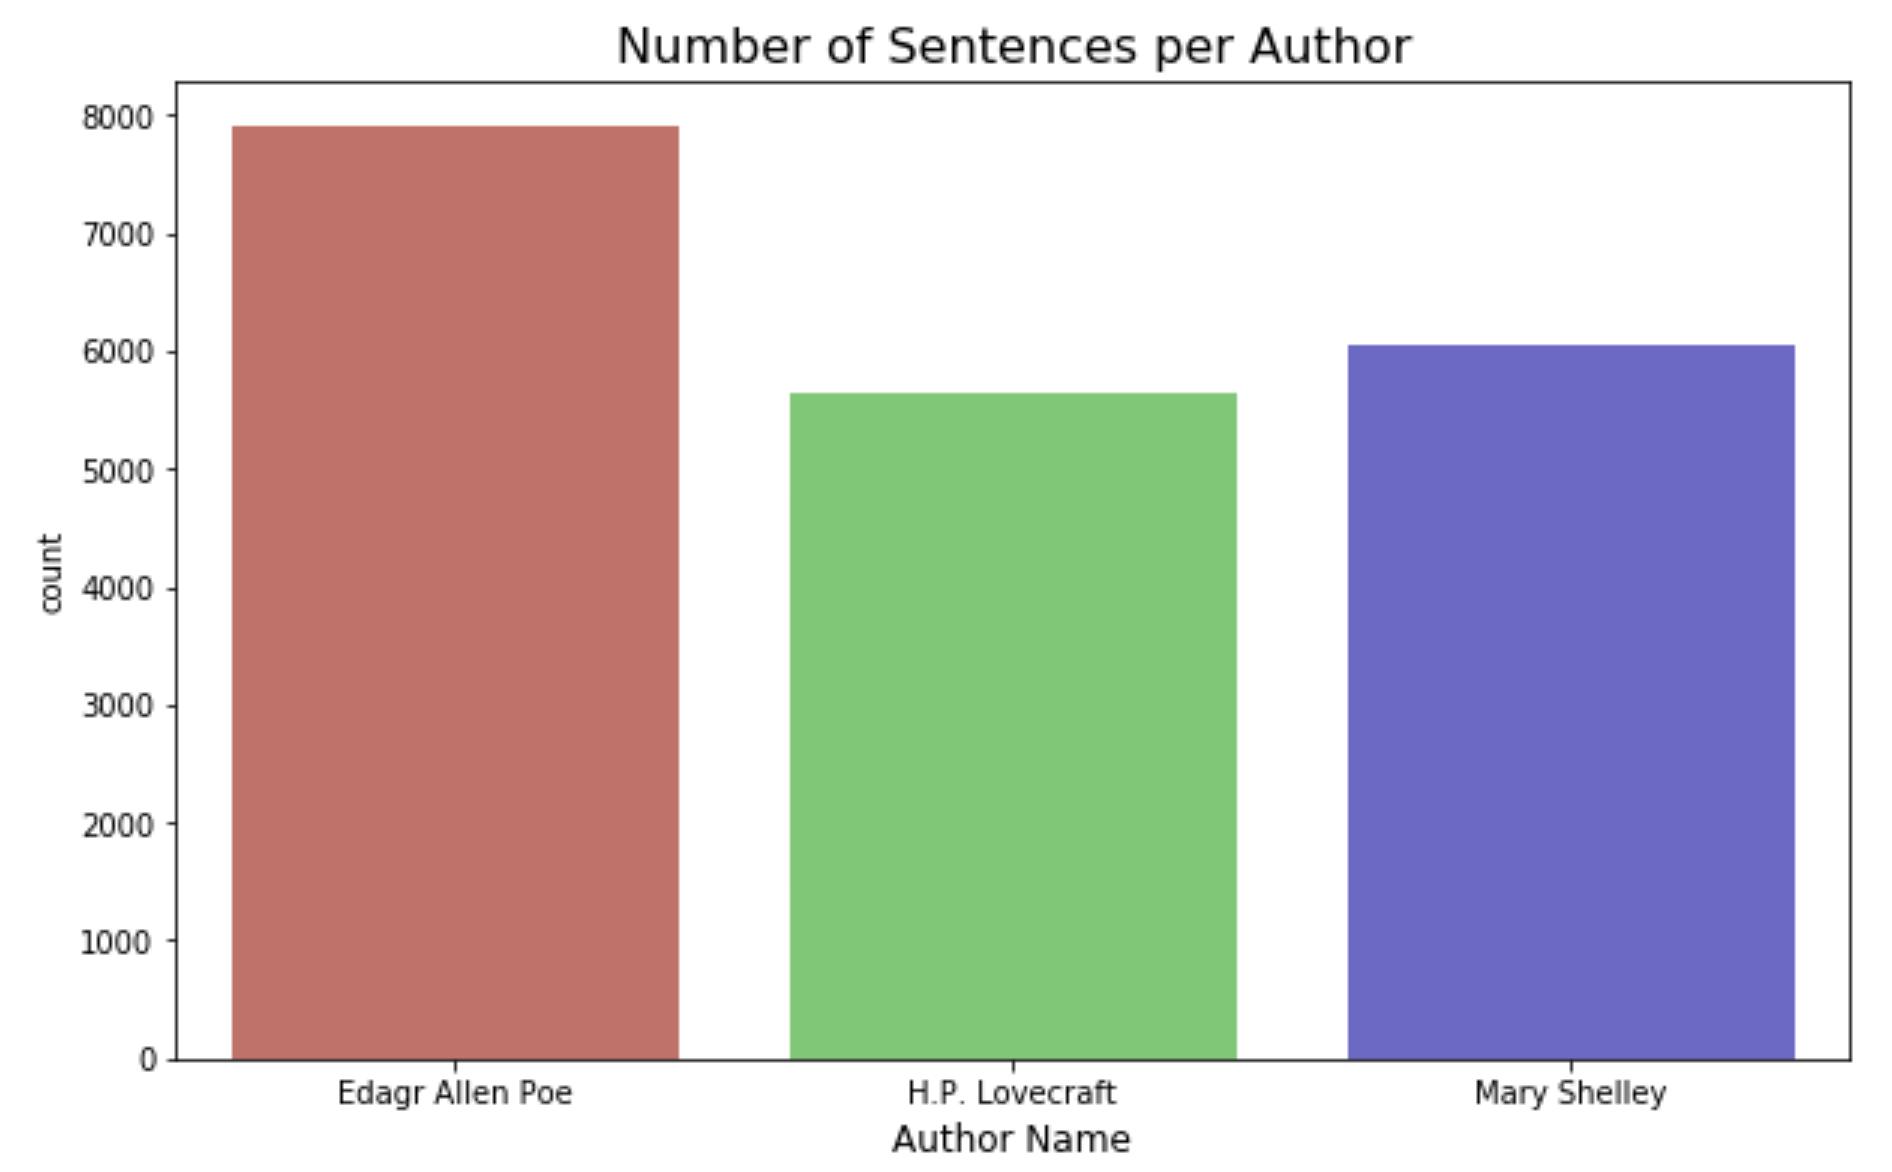 Number of Sentences per Author
8000
7000
6000
5000
4000
3000
2000
1000
0
count
Edagr Allen Poe
H.P. Lovecraft
Mary Shelley
Author Name